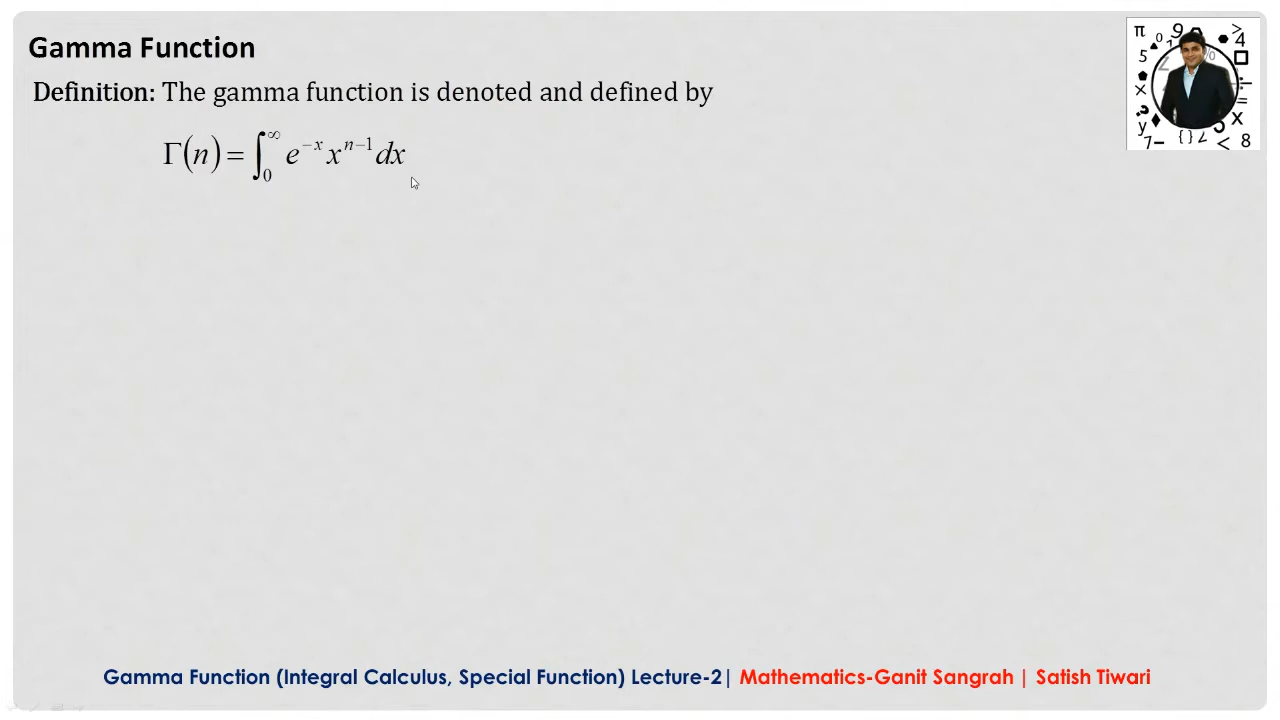 Gamma Function
Definition: The gamma function is denoted and defined by
Γ(n) = ∫₀^∞ e^{−x} x^{n−1} dx
Gamma Function (Integral Calculus, Special Function) Lecture-2| Mathematics-Ganit Sangrah | Satish Tiwari